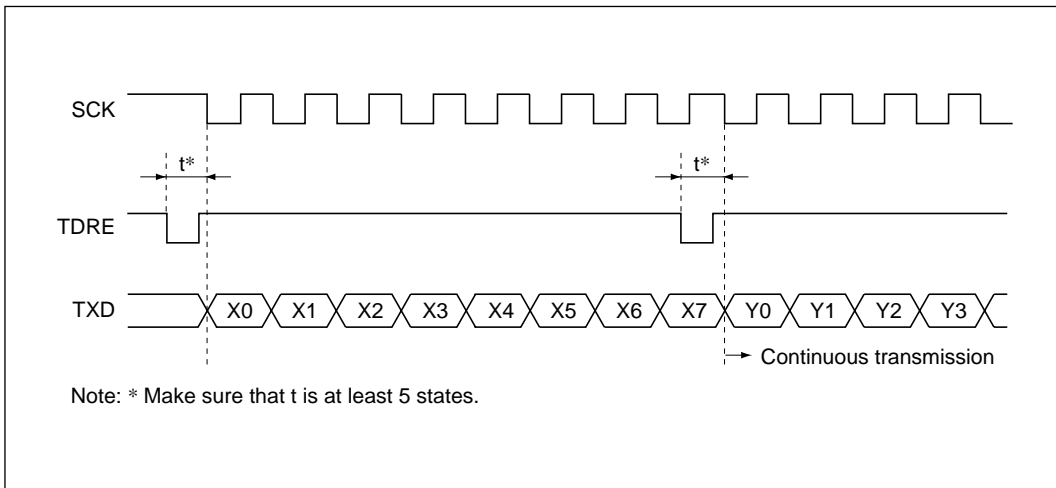 SCK
t* t*
TDRE
TXD X0 X1 X2 X3 X4 X5 X6 X7 Y0 Y1 Y2 Y3
Continuous transmission
Note: * Make sure that t is at least 5 states.